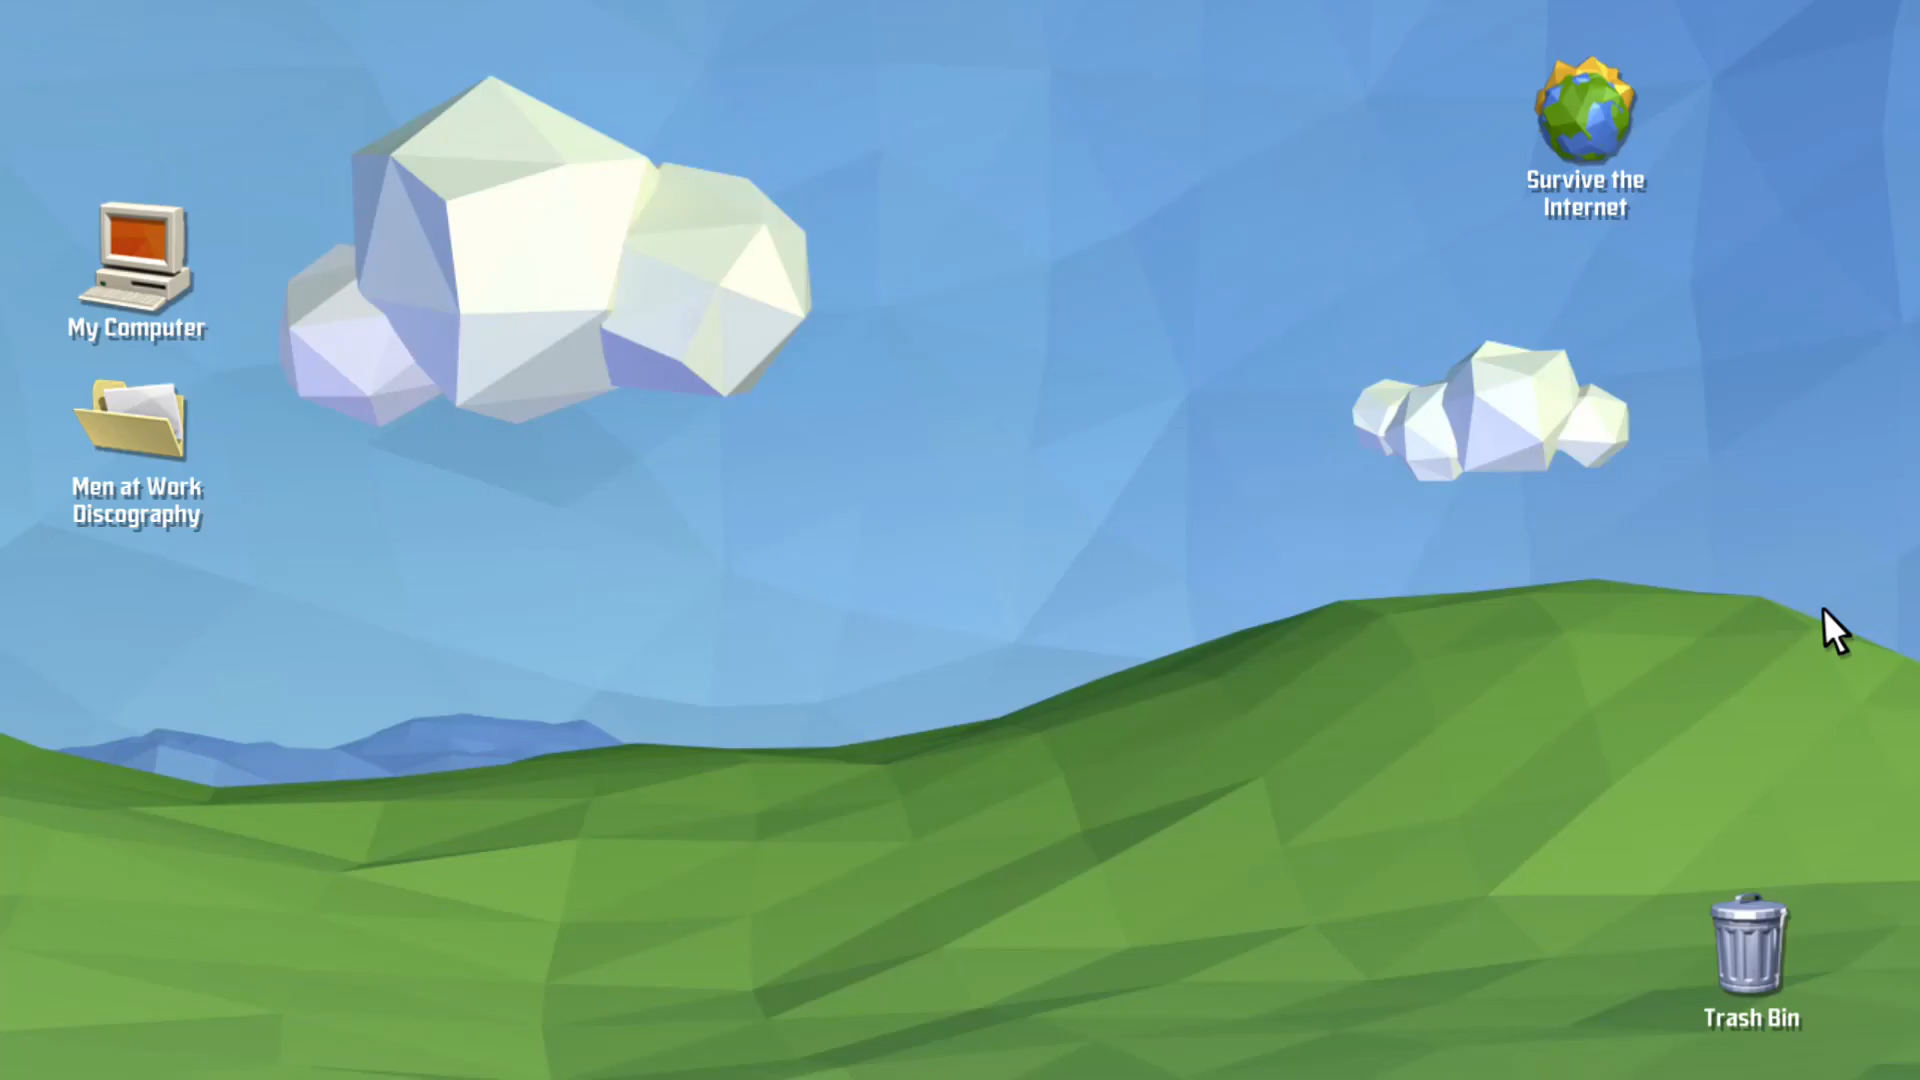 My Computer
Men at Work
Discography
Survive the
Internet
Trash Bin